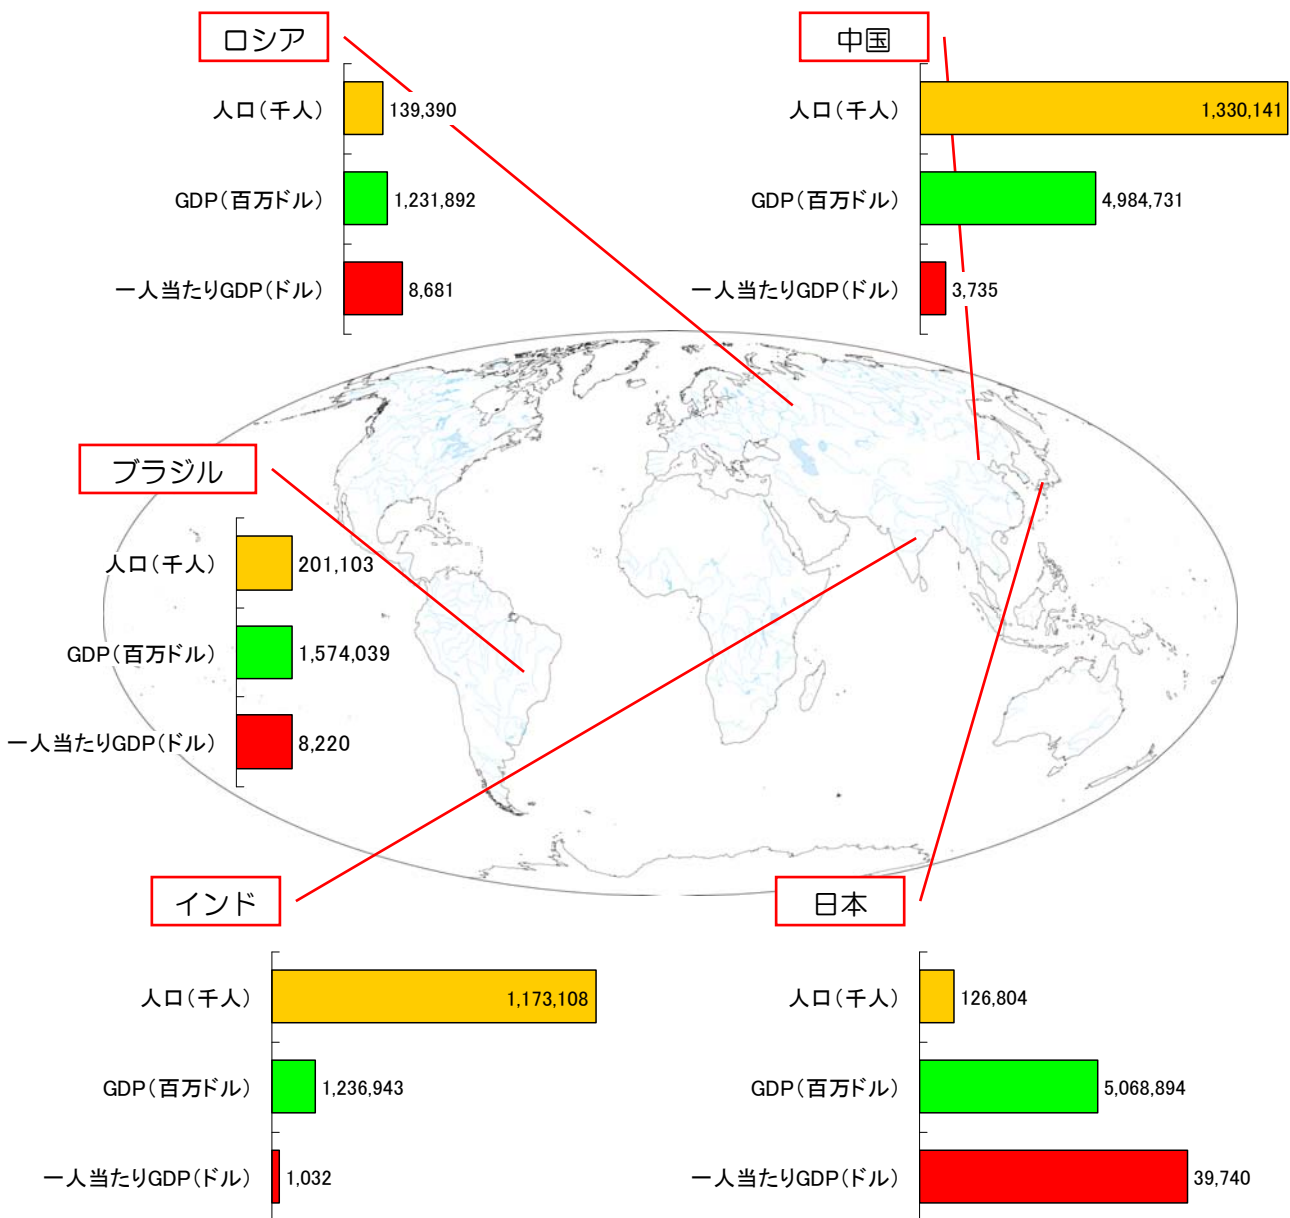 ロシア
人口(千人)
139,390
GDP(百万ドル)
1,231,892
一人当たりGDP(ドル)
8,681
中国
人口(千人)
1,330,141
GDP(百万ドル)
4,984,731
一人当たりGDP(ドル)
3,735
ブラジル
人口(千人)
201,103
GDP(百万ドル)
1,574,039
一人当たりGDP(ドル)
8,220
インド
人口(千人)
1,173,108
GDP(百万ドル)
1,236,943
一人当たりGDP(ドル)
1,032
日本
人口(千人)
126,804
GDP(百万ドル)
5,068,894
一人当たりGDP(ドル)
39,740